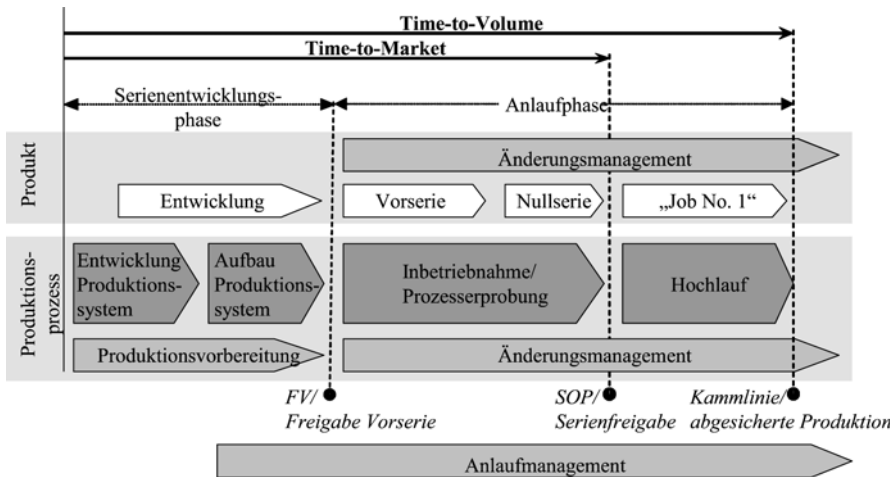 Time-to-Volume
Time-to-Market
Serienentwicklungs-
phase
Anlaufphase
Produkt
Änderungsmanagement
Entwicklung
Vorserie
Nullserie
„Job No. 1“
Produktions-
prozess
Entwicklung
Produktions-
system
Aufbau
Produktions-
system
Inbetriebnahme/
Prozesserprobung
Hochlauf
Produktionsvorbereitung
Änderungsmanagement
FV/
Freigabe Vorserie
SOP/
Serienfreigabe
Kammlinie/
abgesicherte Produktion
Anlaufmanagement